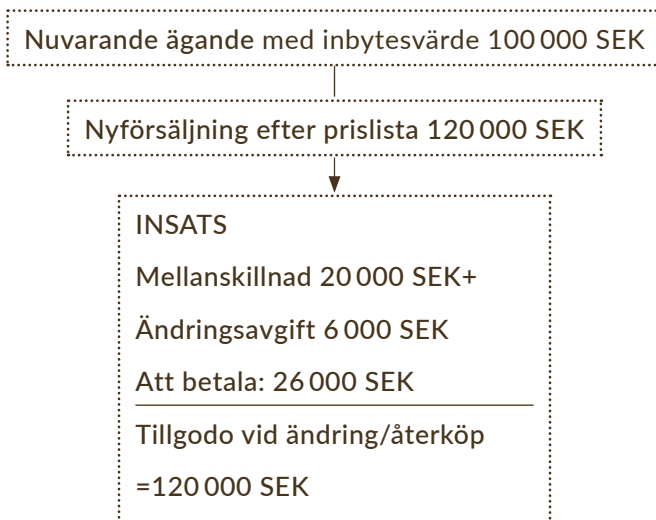 Nuvarande ägande med inbytesvärde 100 000 SEK
Nyförsäljning efter prislista 120 000 SEK
INSATS
Mellanskillnad 20 000 SEK+
Ändringsavgift 6 000 SEK
Att betala: 26 000 SEK
Tillgodo vid ändring/återköp
=120 000 SEK